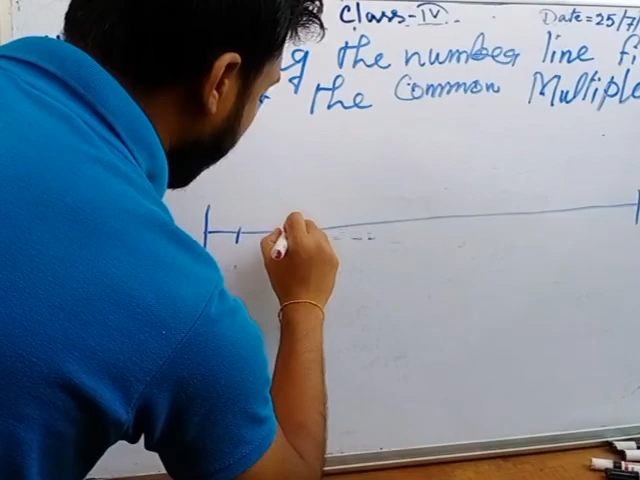 Class-IV. Date=25/7/
g the number line fi
the Common Multiple